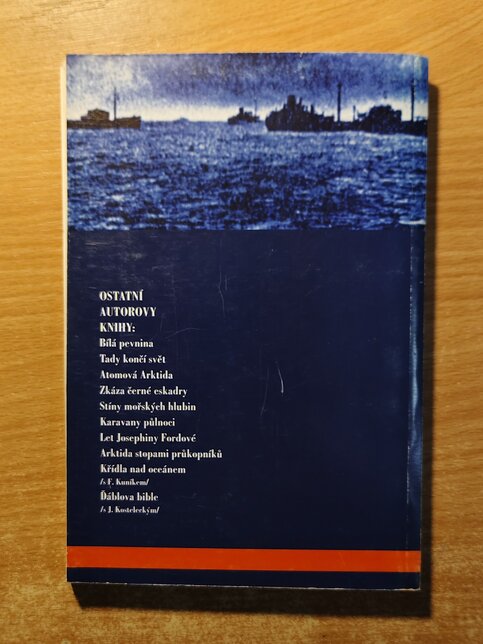 OSTATNÍ
AUTOROVY
KNIHY:
Bílá pevnina
Tady končí svět
Atomová Arktida
Zkáza černé eskadry
Stíny mořských hlubin
Karavany půlnoci
Let Josephiny Fordové
Arktida stopami průkopníků
Křídla nad oceánem
/s F. Kuníkem/
Ďáblova bible
/s J. Kosteleckým/